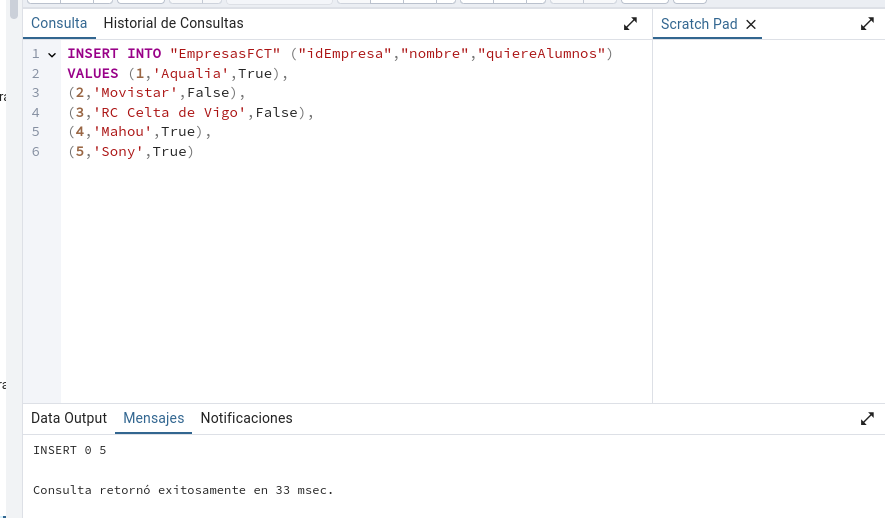 Consulta Historial de Consultas
Scratch Pad
1 INSERT INTO "EmpresasFCT" ("idEmpresa","nombre","quiereAlumnos")
2 VALUES (1,'Aqualia',True),
3 (2,'Movistar',False),
4 (3,'RC Celta de Vigo',False),
5 (4,'Mahou',True),
6 (5,'Sony',True)
Data Output Mensajes Notificaciones
INSERT 0 5
Consulta retornó exitosamente en 33 msec.